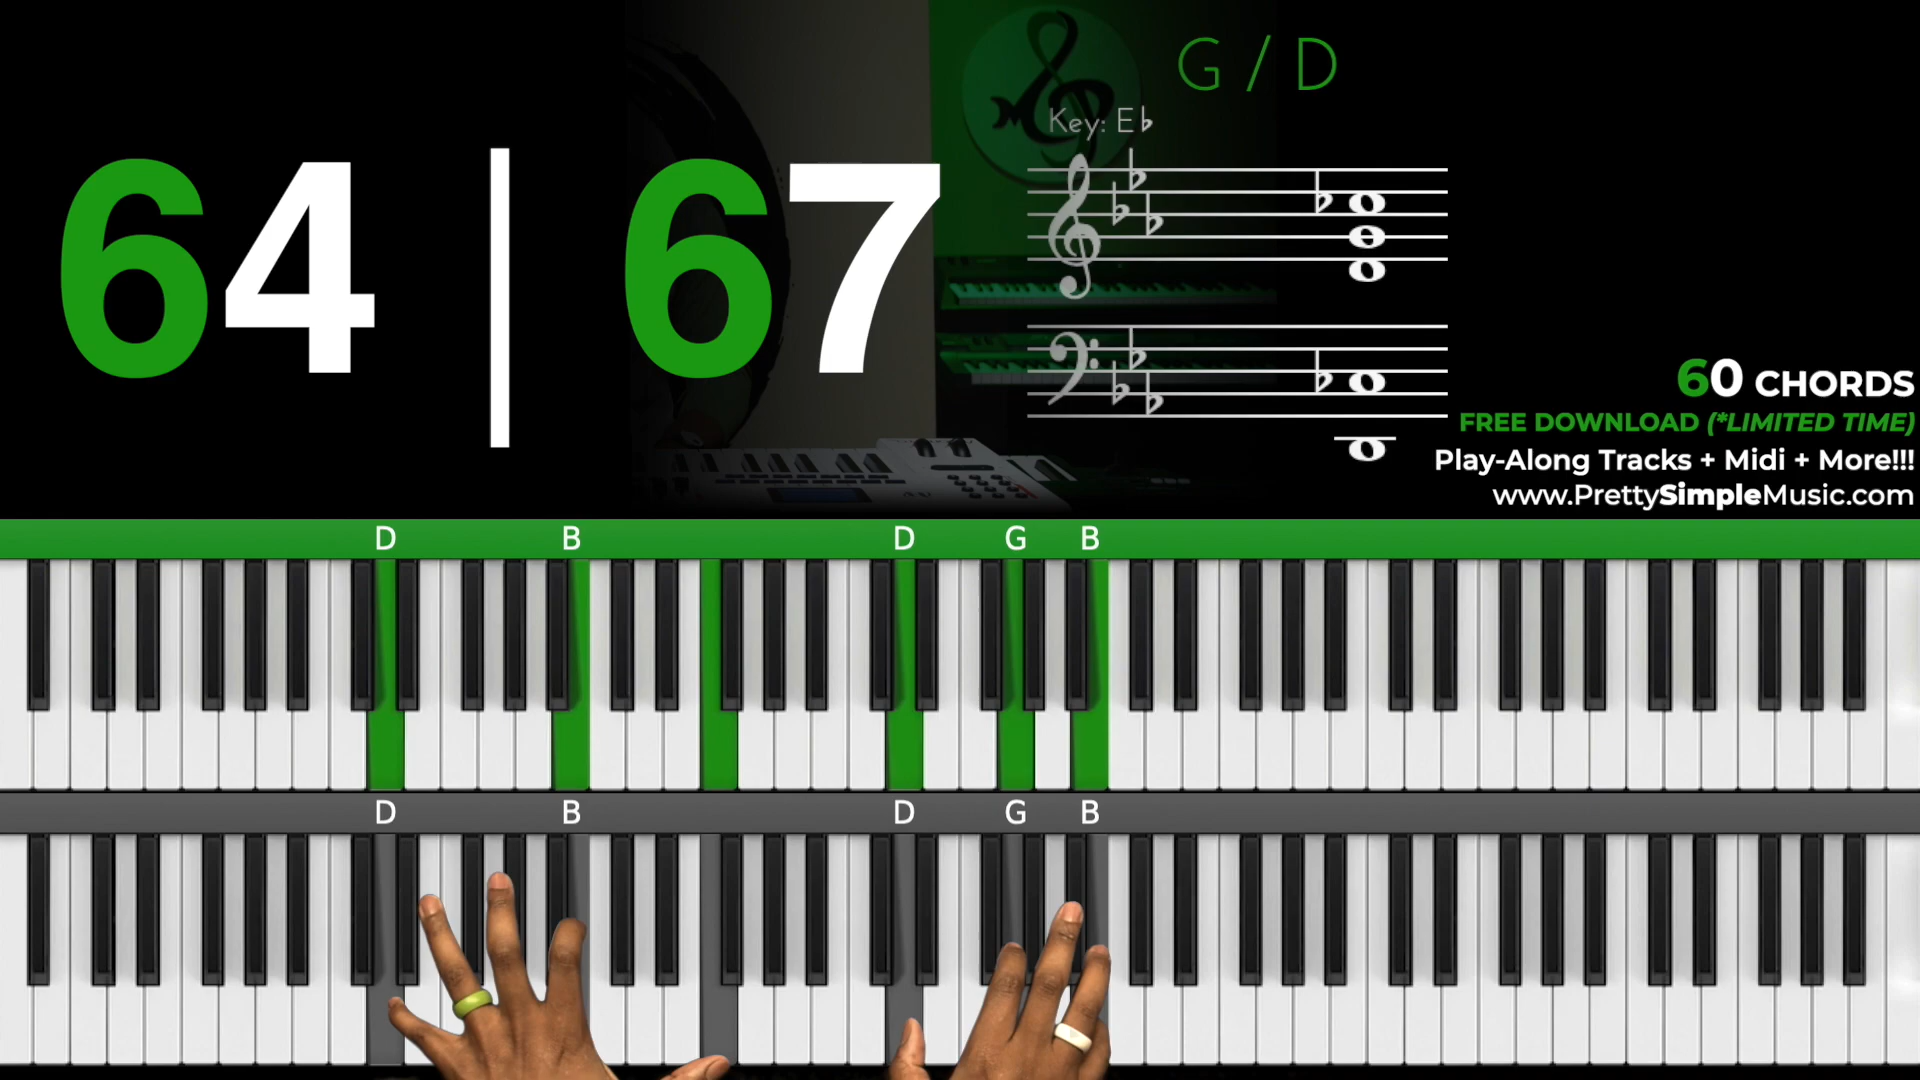 G / D
Key: E♭
64 | 67
60 CHORDS
FREE DOWNLOAD (*LIMITED TIME)
Play-Along Tracks + Midi + More!!!
www.PrettySimpleMusic.com
D B D G B
D B D G B